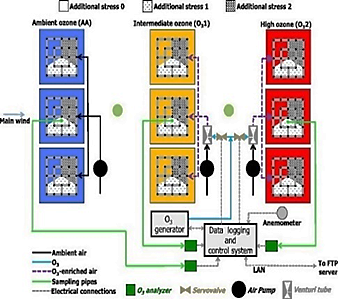 Additional stress 0 Additional stress 1 Additional stress 2
Ambient ozone (AA) Intermediate ozone (O₃1) High ozone (O₃2)
Main wind
O₃
generator
Data logging
and
control system
Anemometer
LAN
To FTP
server
Ambient air
O₃
O₃-enriched air
Sampling pipes
Electrical connections
O₃ analyzer Servovalve Air Pump Venturi tube